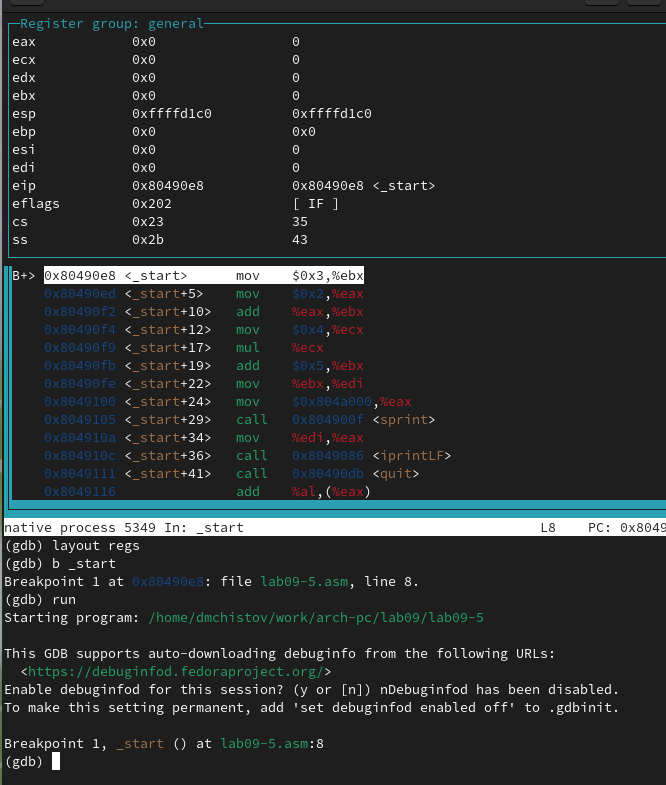 Register group: general
eax 0x0 0
ecx 0x0 0
edx 0x0 0
ebx 0x0 0
esp 0xffffd1c0 0xffffd1c0
ebp 0x0 0x0
esi 0x0 0
edi 0x0 0
eip 0x80490e8 0x80490e8 <_start>
eflags 0x202 [ IF ]
cs 0x23 35
ss 0x2b 43
B+> 0x80490e8 <_start> mov $0x3,%ebx
0x80490ed <_start+5> mov $0x2,%eax
0x80490f2 <_start+10> add %eax,%ebx
0x80490f4 <_start+12> mov $0x4,%ecx
0x80490f9 <_start+17> mul %ecx
0x80490fb <_start+19> add $0x5,%ebx
0x80490fe <_start+22> mov %ebx,%edi
0x8049100 <_start+24> mov $0x804a000,%eax
0x8049105 <_start+29> call 0x804900f <sprint>
0x804910a <_start+34> mov %edi,%eax
0x804910c <_start+36> call 0x8049086 <iprintLF>
0x8049111 <_start+41> call 0x80490db <quit>
0x8049116 add %al,(%eax)
native process 5349 In: _start L8 PC: 0x8049
(gdb) layout regs
(gdb) b _start
Breakpoint 1 at 0x80490e8: file lab09-5.asm, line 8.
(gdb) run
Starting program: /home/dmchistov/work/arch-pc/lab09/lab09-5
This GDB supports auto-downloading debuginfo from the following URLs:
<https://debuginfod.fedoraproject.org/>
Enable debuginfod for this session? (y or [n]) nDebuginfod has been disabled.
To make this setting permanent, add 'set debuginfod enabled off' to .gdbinit.
Breakpoint 1, _start () at lab09-5.asm:8
(gdb)